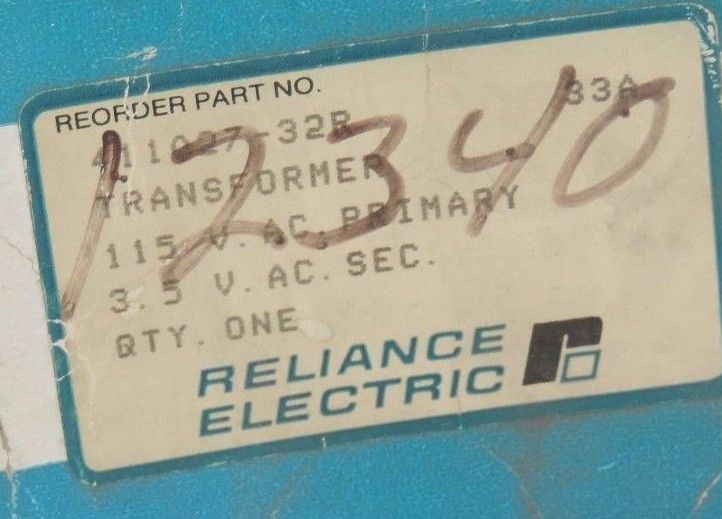 REORDER PART NO.
411027-32R 33A
TRANSFORMER
115 V.AC.PRIMARY
3.5 V.AC.SEC.
QTY.ONE
12340
RELIANCE
ELECTRIC